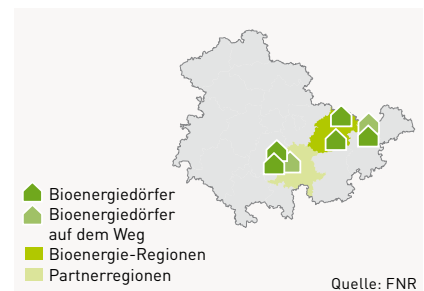 Bioenergiedörfer
Bioenergiedörfer
auf dem Weg
Bioenergie-Regionen
Partnerregionen
Quelle: FNR